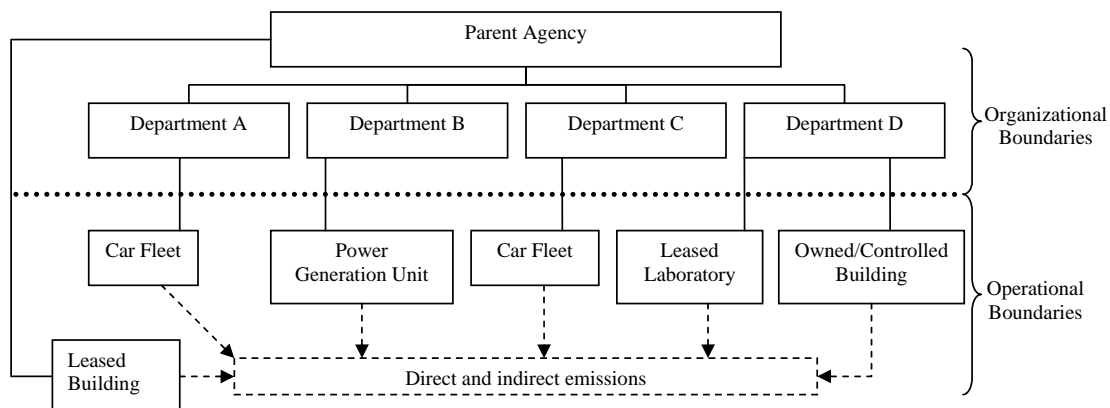 Parent Agency
Department A
Department B
Department C
Department D
Organizational
Boundaries
Car Fleet
Power
Generation Unit
Car Fleet
Leased
Laboratory
Owned/Controlled
Building
Operational
Boundaries
Leased
Building
Direct and indirect emissions